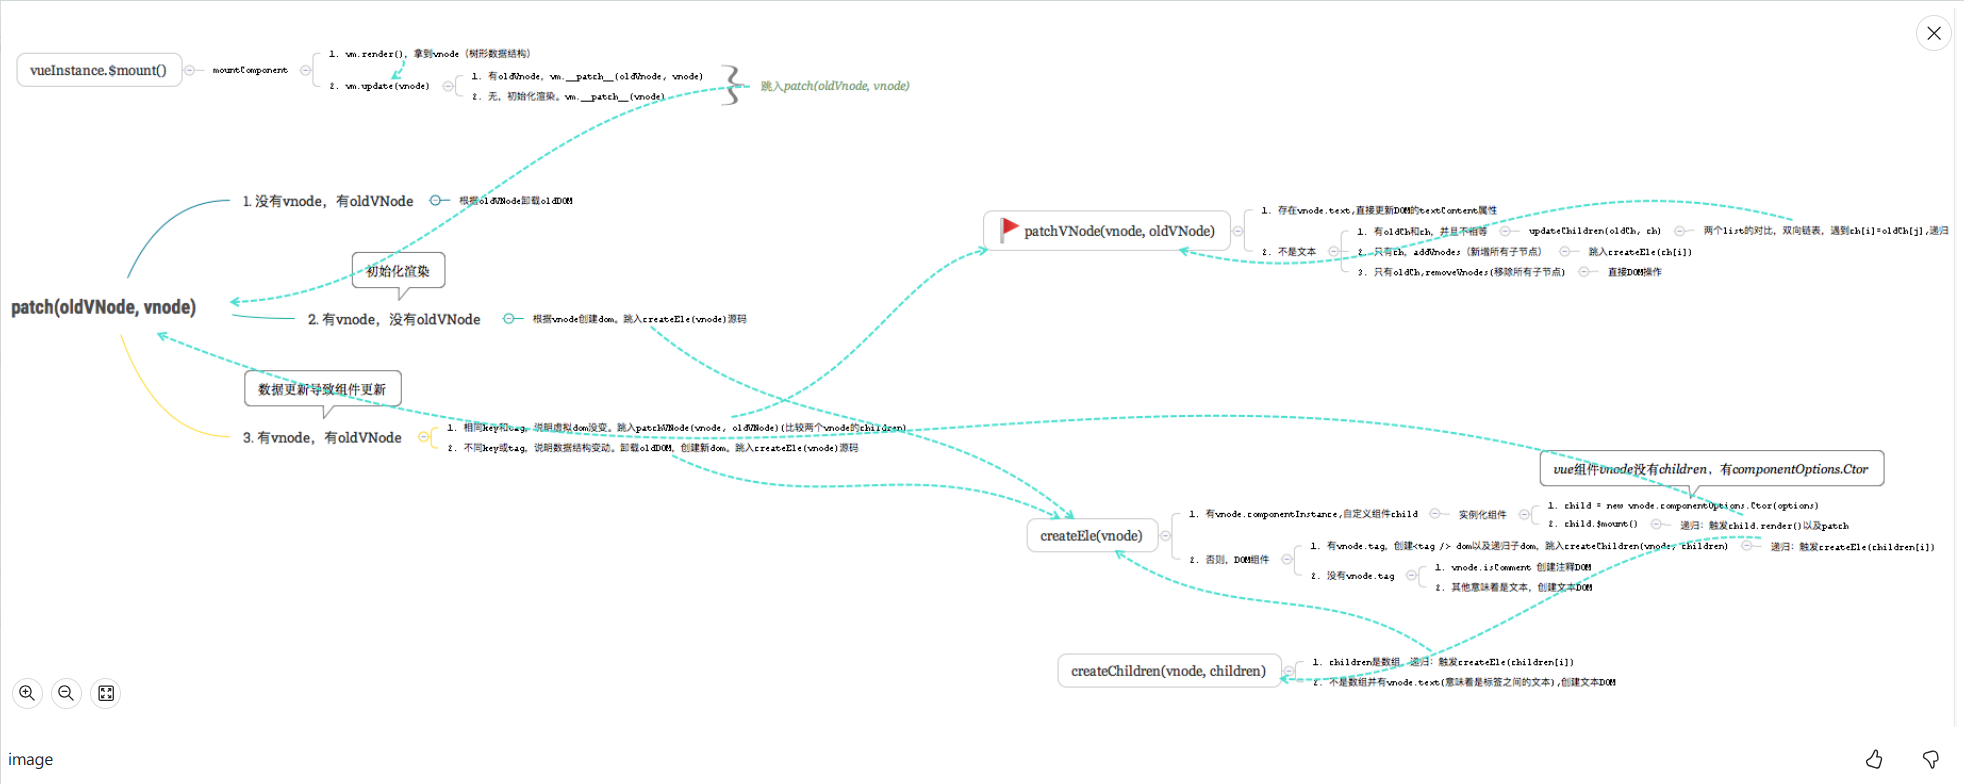 vueInstance.$mount()
mountComponent
1. vm.render(), 拿到vnode（树形数据结构）
2. vm.update(vnode)
1. 有oldVnode, vm.__patch__(oldVnode, vnode)
2. 无, 初始化渲染。vm.__patch__(vnode)
跳入patch(oldVnode, vnode)
patch(oldVNode, vnode)
1. 没有vnode，有oldVNode
根据oldVNode卸载oldDOM
初始化渲染
2. 有vnode，没有oldVNode
根据vnode创建dom。跳入createEle(vnode)源码
数据更新导致组件更新
3. 有vnode，有oldVNode
1. 相同key和tag, 说明虚拟dom没变。跳入patchVNode(vnode, oldVNode)(比较两个vnode的children)
2. 不同key或tag, 说明数据结构变动。卸载oldDOM, 创建新dom。跳入createEle(vnode)源码
patchVNode(vnode, oldVNode)
1. 存在vnode.text,直接更新DOM的textContent属性
2. 不是文本
1. 有oldCh和ch, 并且不相等
updateChildren(oldCh, ch)
两个list的对比, 双向链表, 遇到ch[i]=oldCh[j],递归
2. 只有ch, addVnodes（新增所有子节点）
跳入createEle(ch[i])
3. 只有oldCh,removeVnodes(移除所有子节点)
直接DOM操作
vue组件vnode没有children，有componentOptions.Ctor
createEle(vnode)
1. 有vnode.componentInstance,自定义组件child
实例化组件
1. child = new vnode.componentOptions.Ctor(options)
2. child.$mount()
递归: 触发child.render()以及patch
2. 否则, DOM组件
1. 有vnode.tag, 创建<tag /> dom以及递归子dom, 跳入createChildren(vnode, children)
递归: 触发createEle(children[i])
2. 没有vnode.tag
1. vnode.isComment 创建注释DOM
2. 其他意味着是文本, 创建文本DOM
createChildren(vnode, children)
1. children是数组, 递归: 触发createEle(children[i])
2. 不是数组并有vnode.text(意味着是标签之间的文本),创建文本DOM
image